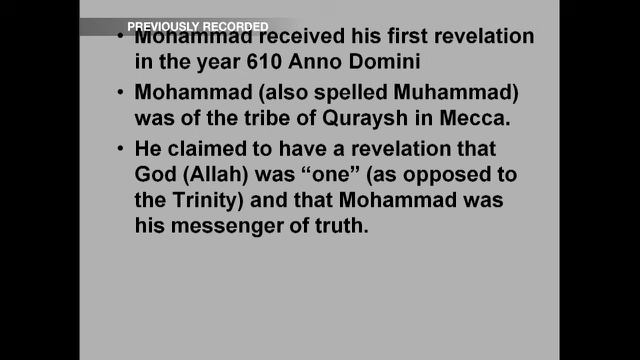 PREVIOUSLY RECORDED
• Mohammad received his first revelation
in the year 610 Anno Domini
• Mohammad (also spelled Muhammad)
was of the tribe of Quraysh in Mecca.
• He claimed to have a revelation that
God (Allah) was “one” (as opposed to
the Trinity) and that Mohammad was
his messenger of truth.